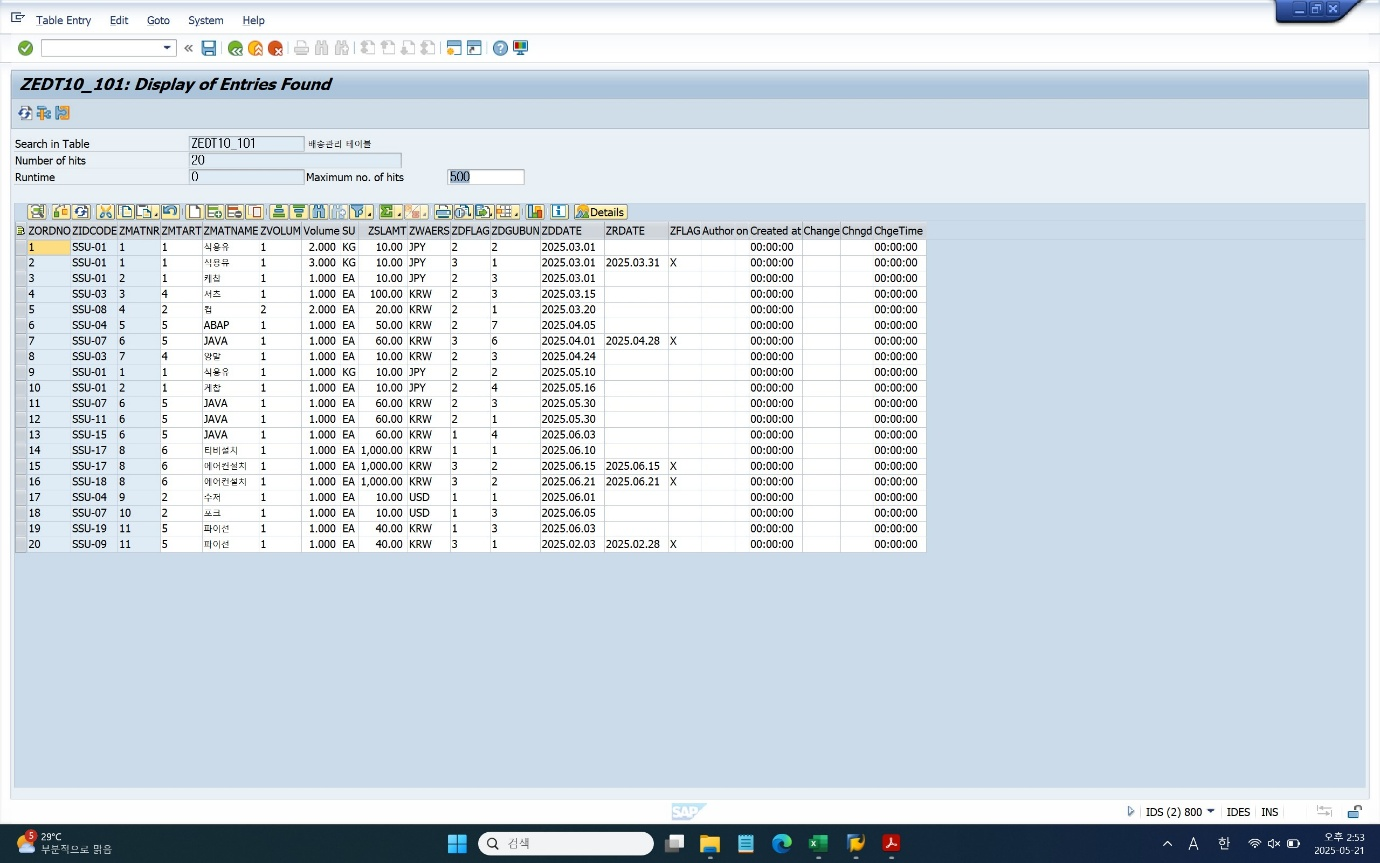 Table Entry Edit Goto System Help
ZEDT10_101: Display of Entries Found
Search in Table ZEDT10_101 배송관리 테이블
Number of hits 20
Runtime 0 Maximum no. of hits 500
Details
ZORDNO ZIDCODE ZMATNR ZMTART ZMATNAME ZVOLUM Volume SU ZSLAMT ZWAERS ZDFLAG ZDGUBUN ZDDATE ZRDATE ZFLAG Author on Created at Change Chngd ChgeTime
1 SSU-01 1 1 식용유 1 2.000 KG 10.00 JPY 2 2 2025.03.01 00:00:00 00:00:00
2 SSU-01 1 1 식용유 1 3.000 KG 10.00 JPY 3 1 2025.03.01 2025.03.31 X 00:00:00 00:00:00
3 SSU-01 2 1 케찹 1 1.000 EA 10.00 JPY 2 3 2025.03.01 00:00:00 00:00:00
4 SSU-03 3 4 셔츠 1 1.000 EA 100.00 KRW 2 3 2025.03.15 00:00:00 00:00:00
5 SSU-08 4 2 컵 2 2.000 EA 20.00 KRW 2 1 2025.03.20 00:00:00 00:00:00
6 SSU-04 5 5 ABAP 1 1.000 EA 50.00 KRW 2 7 2025.04.05 00:00:00 00:00:00
7 SSU-07 6 5 JAVA 1 1.000 EA 60.00 KRW 3 6 2025.04.01 2025.04.28 X 00:00:00 00:00:00
8 SSU-03 7 4 양말 1 1.000 EA 10.00 KRW 2 3 2025.04.24 00:00:00 00:00:00
9 SSU-01 1 1 식용유 1 1.000 KG 10.00 JPY 2 2 2025.05.10 00:00:00 00:00:00
10 SSU-01 2 1 케찹 1 1.000 EA 10.00 JPY 2 4 2025.05.16 00:00:00 00:00:00
11 SSU-07 6 5 JAVA 1 1.000 EA 60.00 KRW 2 3 2025.05.30 00:00:00 00:00:00
12 SSU-11 6 5 JAVA 1 1.000 EA 60.00 KRW 2 1 2025.05.30 00:00:00 00:00:00
13 SSU-15 6 5 JAVA 1 1.000 EA 60.00 KRW 1 4 2025.06.03 00:00:00 00:00:00
14 SSU-17 8 6 티비설치 1 1.000 EA 1,000.00 KRW 1 1 2025.06.10 00:00:00 00:00:00
15 SSU-17 8 6 에어컨설치 1 1.000 EA 1,000.00 KRW 3 2 2025.06.15 2025.06.15 X 00:00:00 00:00:00
16 SSU-18 8 6 에어컨설치 1 1.000 EA 1,000.00 KRW 3 2 2025.06.21 2025.06.21 X 00:00:00 00:00:00
17 SSU-04 9 2 수저 1 1.000 EA 10.00 USD 1 1 2025.06.01 00:00:00 00:00:00
18 SSU-07 10 2 포크 1 1.000 EA 10.00 USD 1 3 2025.06.05 00:00:00 00:00:00
19 SSU-19 11 5 파이썬 1 1.000 EA 40.00 KRW 1 3 2025.06.03 00:00:00 00:00:00
20 SSU-09 11 5 파이썬 1 1.000 EA 40.00 KRW 3 1 2025.02.03 2025.02.28 X 00:00:00 00:00:00
SAP
IDS (2) 800 IDES INS
5 29°C
부분적으로 맑음
검색
A 한
오후 2:53
2025-05-21